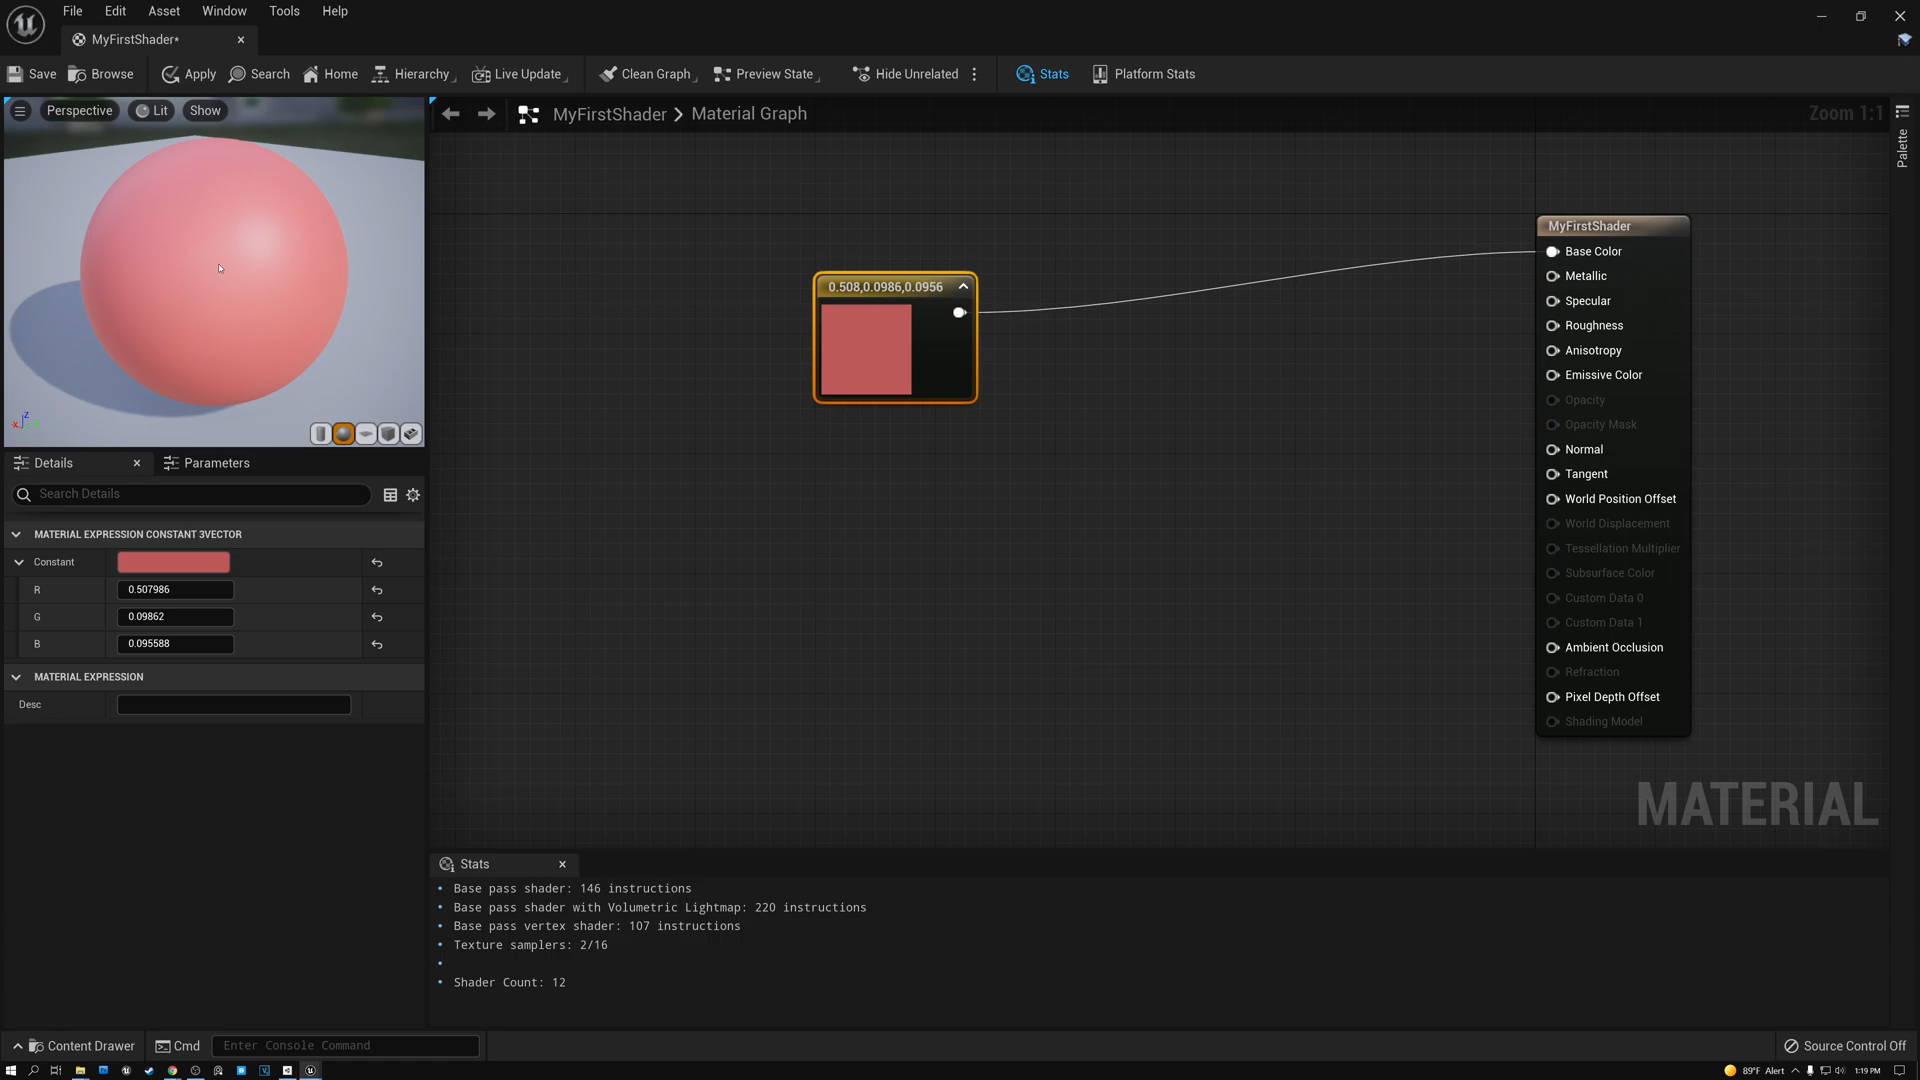 File Edit Asset Window Tools Help
MyFirstShader*
Save Browse Apply Search Home Hierarchy Live Update Clean Graph Preview State Hide Unrelated Stats Platform Stats
Perspective Lit Show
MyFirstShader > Material Graph
Zoom 1:1
Palette
MyFirstShader
Base Color
Metallic
Specular
Roughness
Anisotropy
Emissive Color
Opacity
Opacity Mask
Normal
Tangent
World Position Offset
World Displacement
Tessellation Multiplier
Subsurface Color
Custom Data 0
Custom Data 1
Ambient Occlusion
Refraction
Pixel Depth Offset
Shading Model
0.508,0.0986,0.0956
MATERIAL
Z
X
Details Parameters
Search Details
MATERIAL EXPRESSION CONSTANT 3VECTOR
Constant
R 0.507986
G 0.09862
B 0.095588
MATERIAL EXPRESSION
Desc
Stats
• Base pass shader: 146 instructions
• Base pass shader with Volumetric Lightmap: 220 instructions
• Base pass vertex shader: 107 instructions
• Texture samplers: 2/16
•
• Shader Count: 12
Content Drawer Cmd Enter Console Command Source Control Off
89°F Alert 1:19 PM